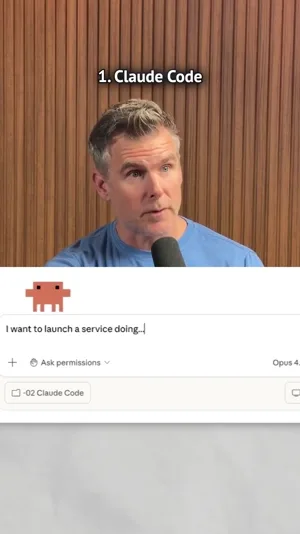 1. Claude Code
I want to launch a service doing...
Ask permissions
Opus 4.
-02 Claude Code